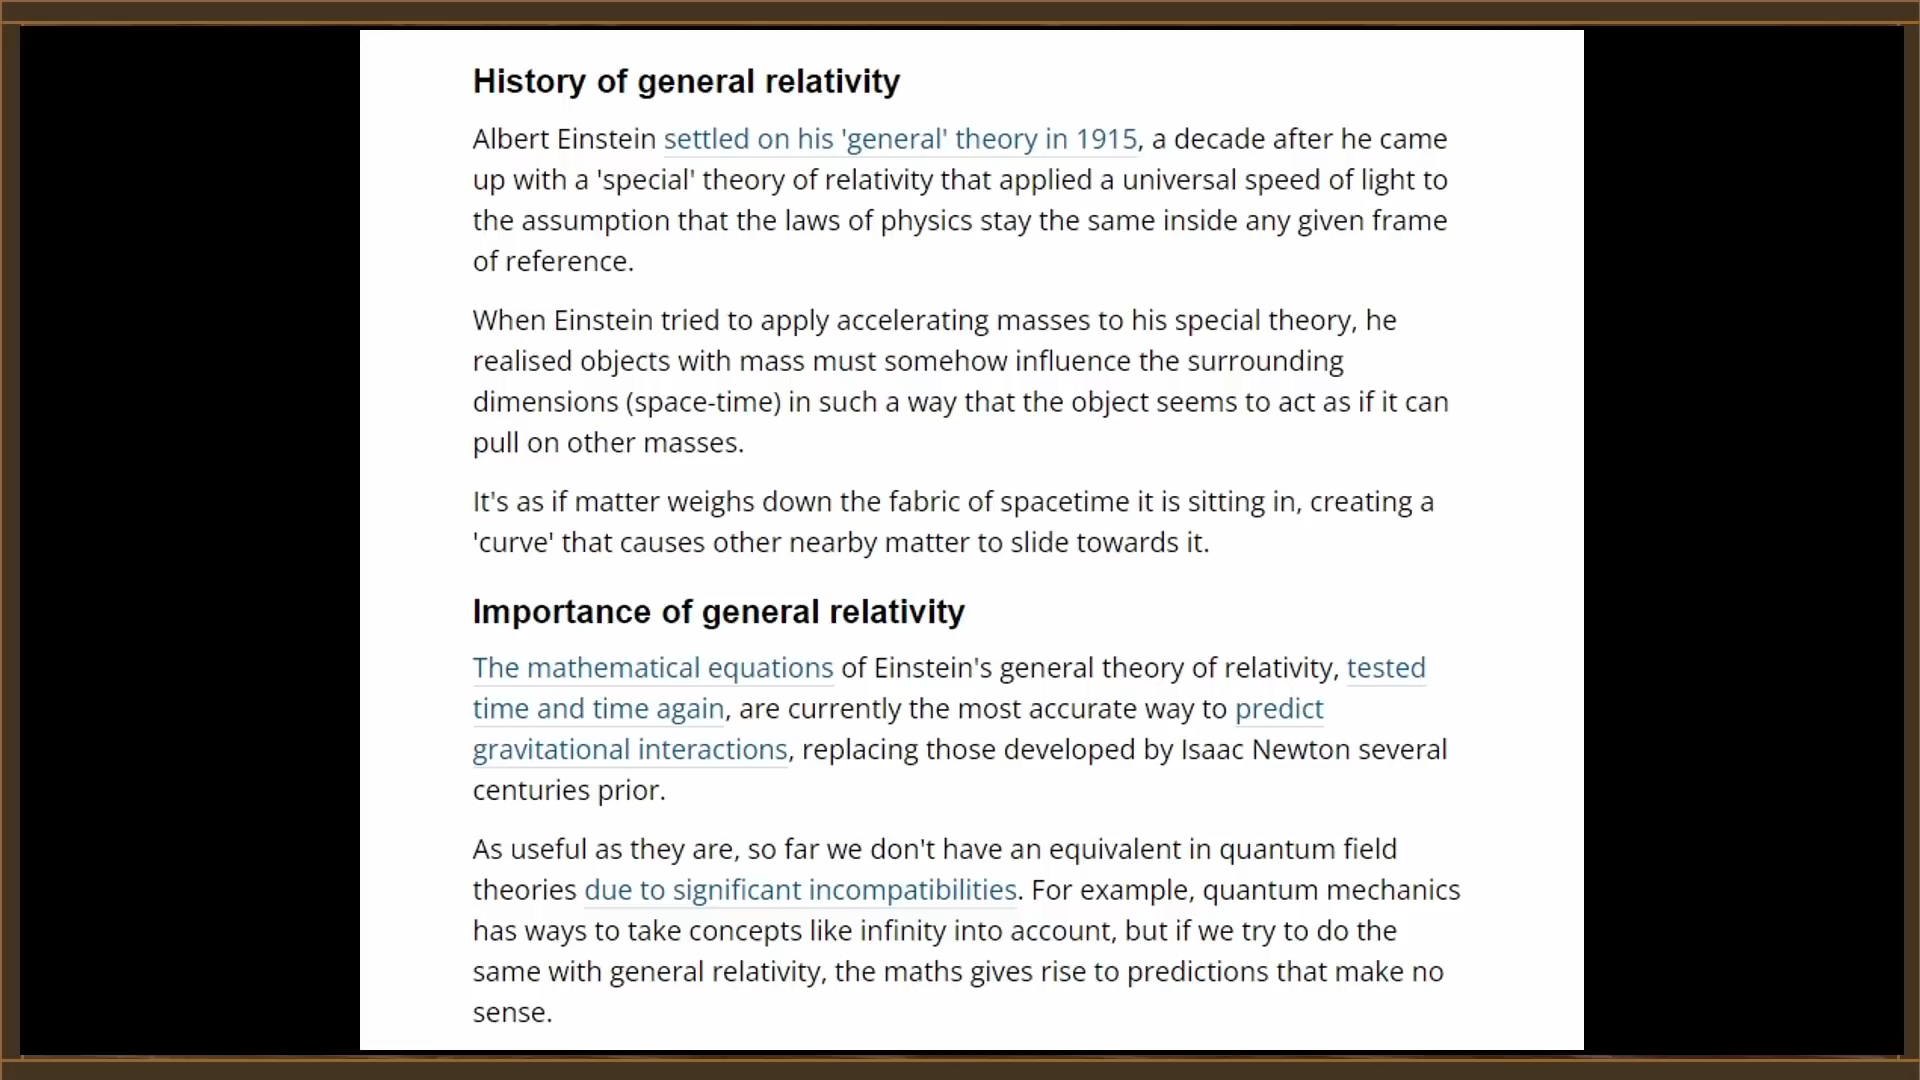 History of general relativity
Albert Einstein settled on his 'general' theory in 1915, a decade after he came
up with a 'special' theory of relativity that applied a universal speed of light to
the assumption that the laws of physics stay the same inside any given frame
of reference.
When Einstein tried to apply accelerating masses to his special theory, he
realised objects with mass must somehow influence the surrounding
dimensions (space-time) in such a way that the object seems to act as if it can
pull on other masses.
It's as if matter weighs down the fabric of spacetime it is sitting in, creating a
'curve' that causes other nearby matter to slide towards it.
Importance of general relativity
The mathematical equations of Einstein's general theory of relativity, tested
time and time again, are currently the most accurate way to predict
gravitational interactions, replacing those developed by Isaac Newton several
centuries prior.
As useful as they are, so far we don't have an equivalent in quantum field
theories due to significant incompatibilities. For example, quantum mechanics
has ways to take concepts like infinity into account, but if we try to do the
same with general relativity, the maths gives rise to predictions that make no
sense.